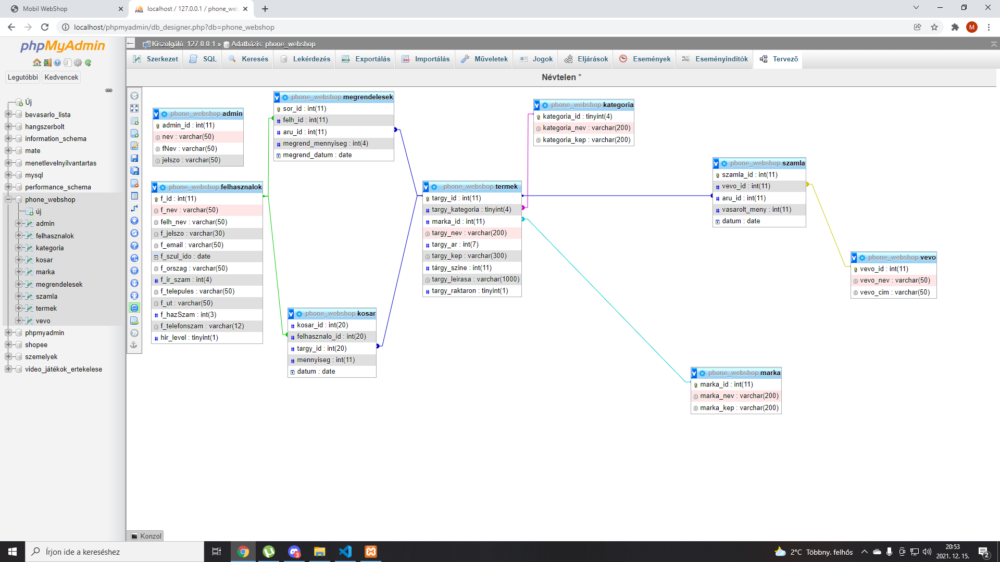 Mobil WebShop
localhost / 127.0.0.1 / phone_web
localhost/phpmyadmin/db_designer.php?db=phone_webshop
M
phpMyAdmin
Legutóbbi
Kedvencek
Új
bevasarlo_lista
hangszerbolt
information_schema
mate
menetlevelnyilvantartas
mysql
performance_schema
phone_webshop
új
admin
felhasznalok
kategoria
kosar
marka
megrendelesek
szamla
termek
vevo
phpmyadmin
shopee
szemelyek
video_játékok_ertekelese
Kiszolgáló: 127.0.0.1 » Adatbázis: phone_webshop
Szerkezet
SQL
Keresés
Lekérdezés
Exportálás
Importálás
Műveletek
Jogok
Eljárások
Események
Eseményindítók
Tervező
Névtelen *
v phone_webshop admin
admin_id : int(11)
nev : varchar(50)
fNev : varchar(50)
jelszo : varchar(50)
v phone_webshop felhasznalok
f_id : int(11)
f_nev : varchar(50)
felh_nev : varchar(50)
f_jelszo : varchar(30)
f_email : varchar(50)
f_szul_ido : date
f_orszag : varchar(50)
# f_ir_szam : int(4)
f_telepules : varchar(50)
f_ut : varchar(50)
# f_hazSzam : int(3)
f_telefonszam : varchar(12)
# hir_level : tinyint(1)
v phone_webshop megrendelesek
sor_id : int(11)
# felh_id : int(11)
# aru_id : int(11)
# megrend_mennyiseg : int(4)
megrend_datum : date
v phone_webshop kosar
# kosar_id : int(20)
# felhasznalo_id : int(20)
# targy_id : int(20)
# mennyiseg : int(11)
datum : date
v phone_webshop termek
targy_id : int(11)
# targy_kategoria : tinyint(4)
# marka_id : int(11)
targy_nev : varchar(200)
# targy_ar : int(7)
targy_kep : varchar(300)
# tárgy_szine : int(11)
targy_leirasa : varchar(1000)
# targy_raktaron : tinyint(1)
v phone_webshop kategoria
kategoria_id : tinyint(4)
kategoria_nev : varchar(200)
kategoria_kep : varchar(200)
v phone_webshop szamla
szamla_id : int(11)
# vevo_id : int(11)
# aru_id : int(11)
# vasarolt_meny : int(11)
datum : date
v phone_webshop vevo
vevo_id : int(11)
vevo_nev : varchar(50)
vevo_cim : varchar(50)
v phone_webshop marka
marka_id : int(11)
marka_nev : varchar(200)
marka_kep : varchar(200)
Konzol
Írjon ide a kereséshez
3
2°C Többny. felhős
20:53
2021. 12. 15.
2